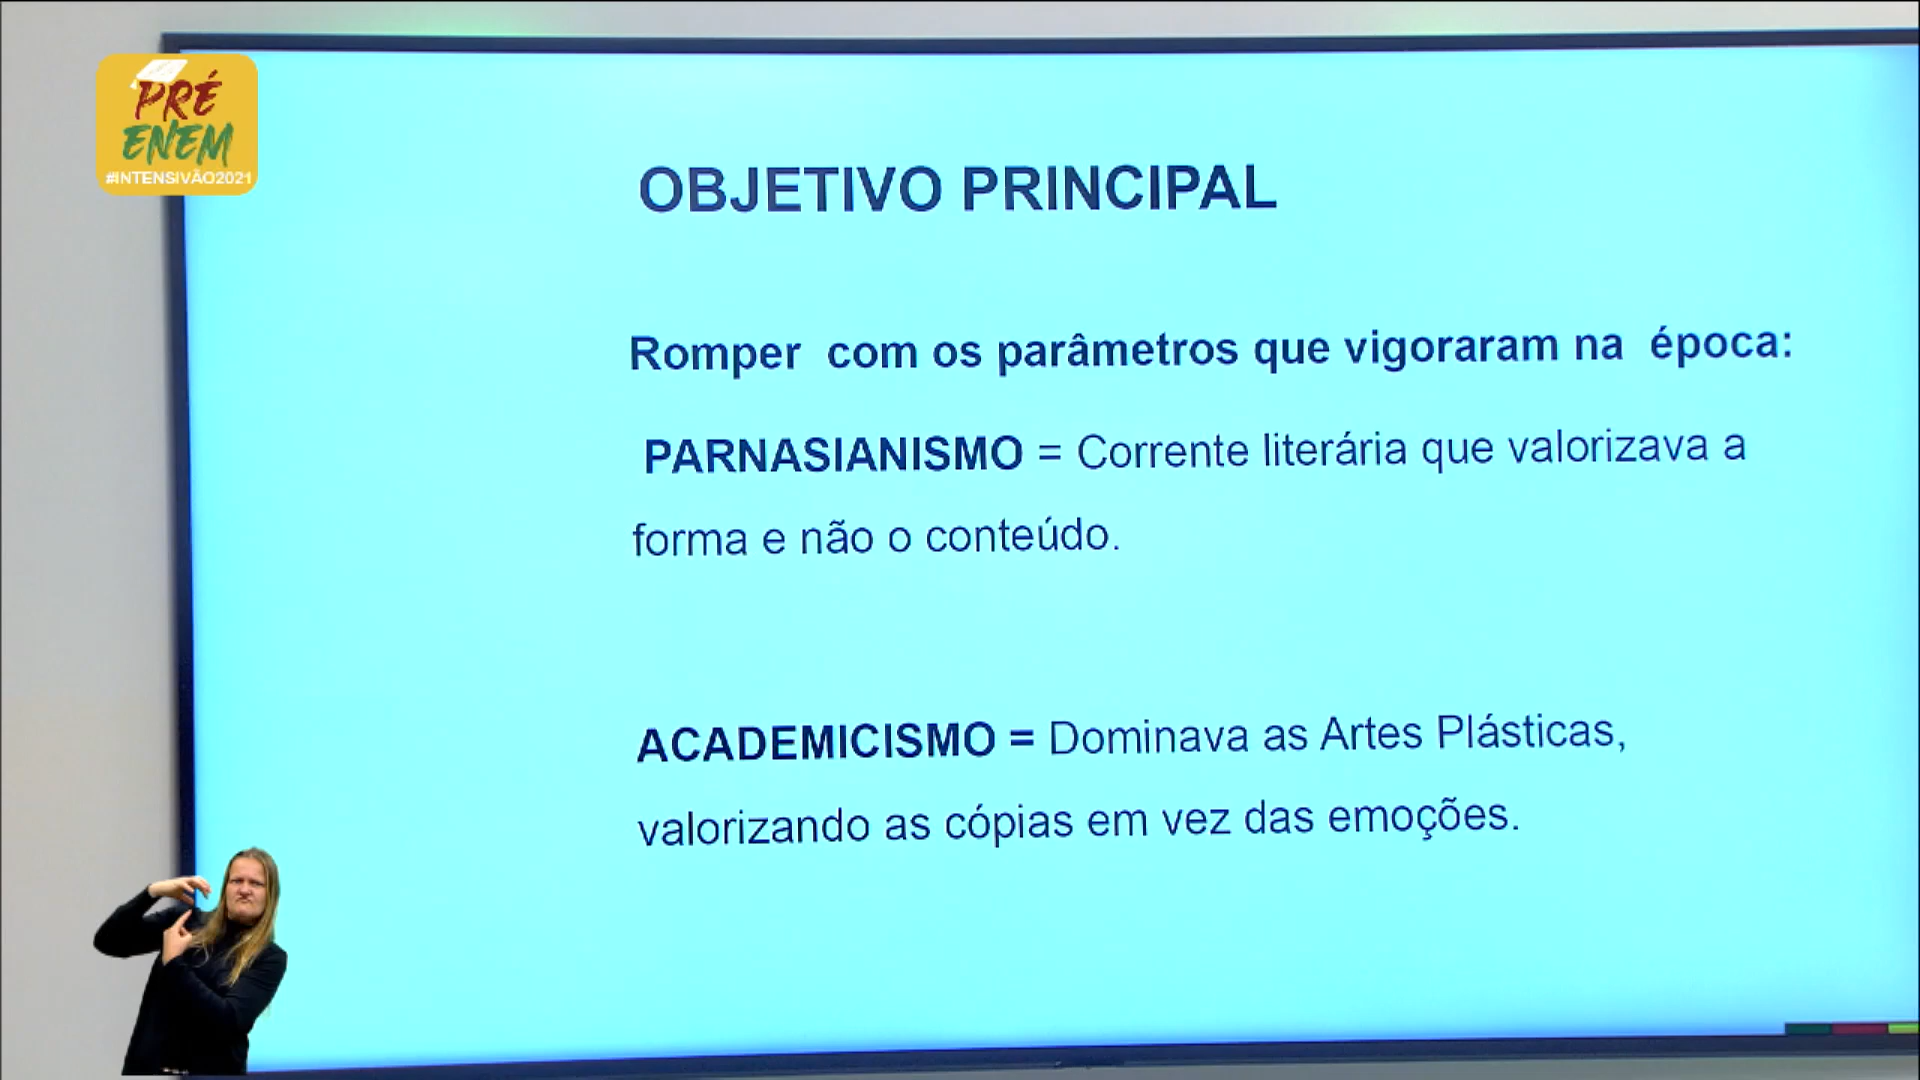 PRÉ
ENEM
#INTENSIVÃO2021
OBJETIVO PRINCIPAL
Romper com os parâmetros que vigoraram na época:
PARNASIANISMO = Corrente literária que valorizava a
forma e não o conteúdo.
ACADEMICISMO = Dominava as Artes Plásticas,
valorizando as cópias em vez das emoções.